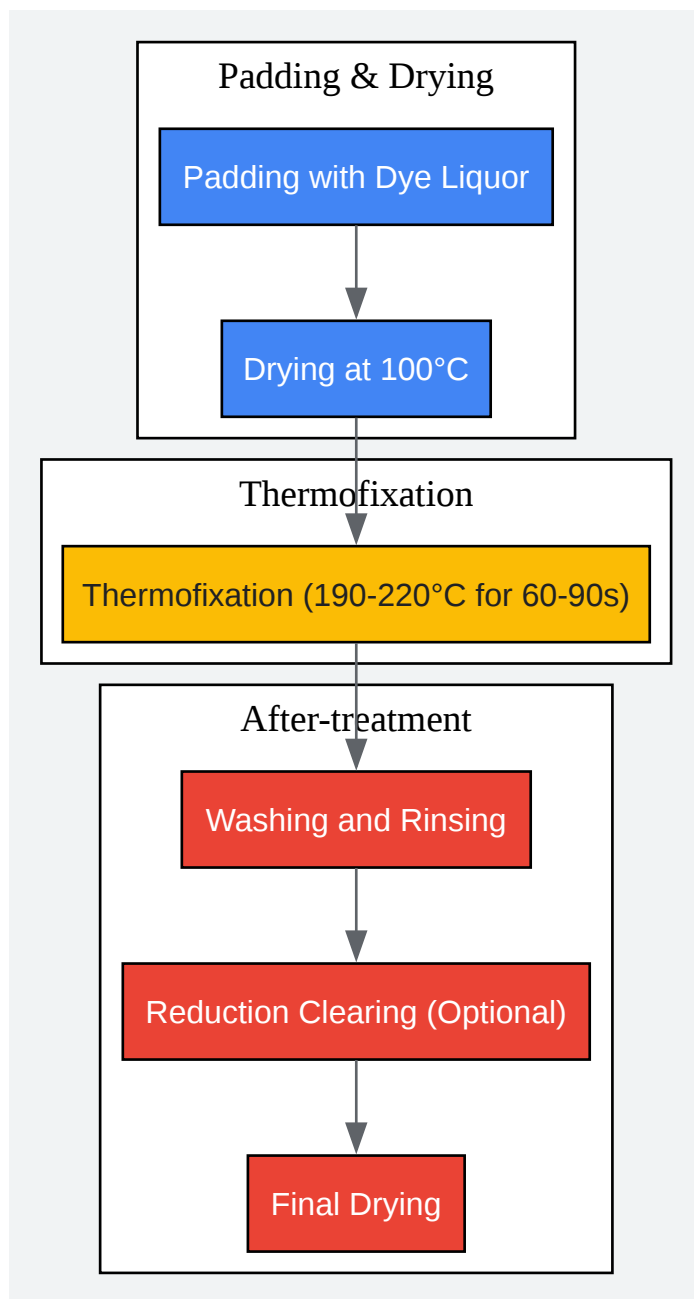 Padding & Drying
Padding with Dye Liquor
Drying at 100°C
Thermofixation
Thermofixation (190-220°C for 60-90s)
After-treatment
Washing and Rinsing
Reduction Clearing (Optional)
Final Drying